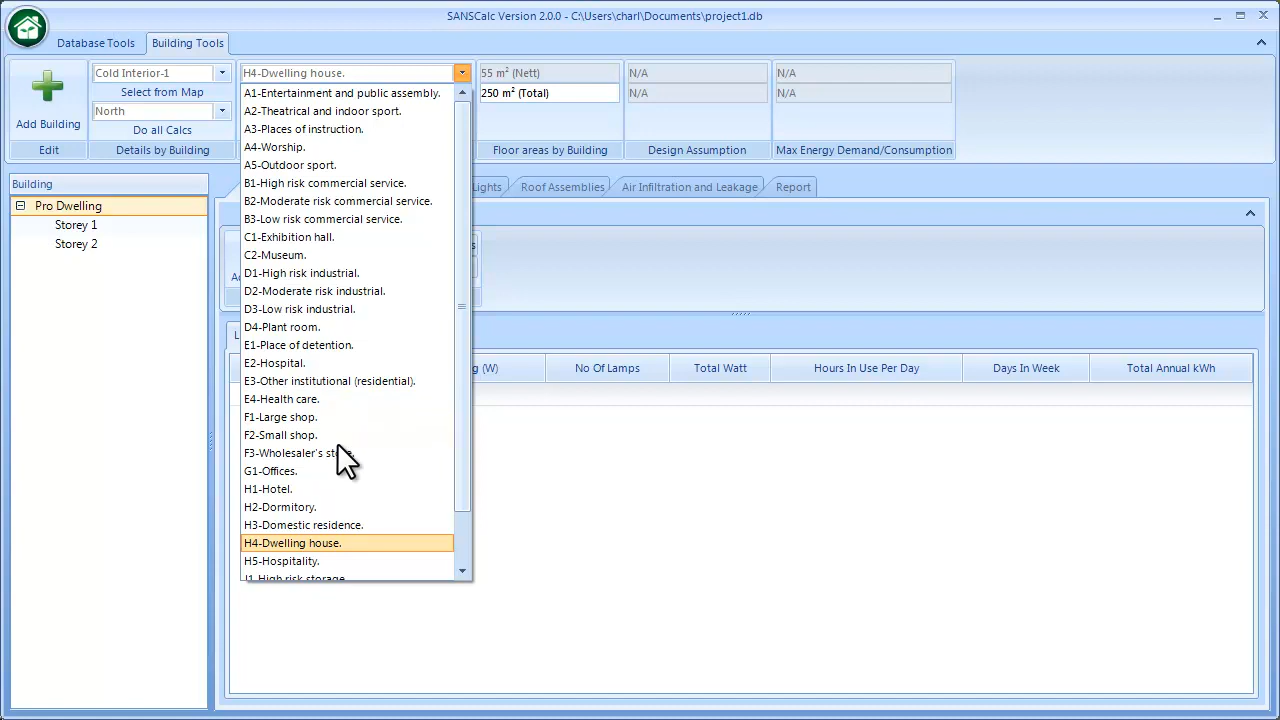 SANSCalc Version 2.0.0 - C:\Users\charl\Documents\project1.db
Database Tools
Building Tools
Add Building
Edit
Cold Interior-1
Select from Map
North
Do all Calcs
Details by Building
H4-Dwelling house.
A1-Entertainment and public assembly.
A2-Theatrical and indoor sport.
A3-Places of instruction.
A4-Worship.
A5-Outdoor sport.
B1-High risk commercial service.
B2-Moderate risk commercial service.
B3-Low risk commercial service.
C1-Exhibition hall.
C2-Museum.
D1-High risk industrial.
D2-Moderate risk industrial.
D3-Low risk industrial.
D4-Plant room.
E1-Place of detention.
E2-Hospital.
E3-Other institutional (residential).
E4-Health care.
F1-Large shop.
F2-Small shop.
F3-Wholesaler's
G1-Offices.
H1-Hotel.
H2-Dormitory.
H3-Domestic residence.
H4-Dwelling house.
H5-Hospitality.
J1-High risk storage.
55 m² (Nett)
250 m² (Total)
Floor areas by Building
N/A
N/A
Design Assumption
N/A
N/A
Max Energy Demand/Consumption
Building
Pro Dwelling
Storey 1
Storey 2
Roof Assemblies
Air Infiltration and Leakage
Report
(W)
No Of Lamps
Total Watt
Hours In Use Per Day
Days In Week
Total Annual kWh